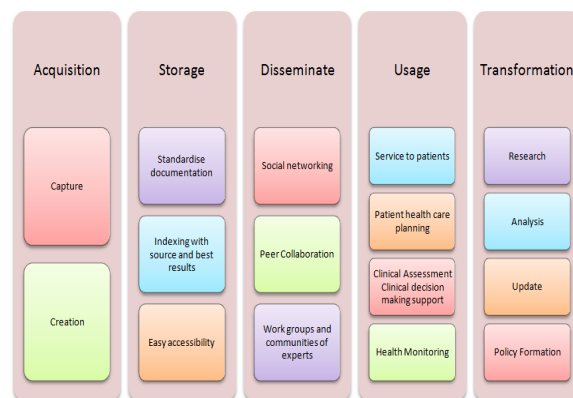 Acquisition
Storage
Disseminate
Usage
Transformation
Capture
Creation
Standardise
documentation
Indexing with
source and best
results
Easy accessibility
Social networking
Peer Collaboration
Work groups and
communities of
experts
Service to patients
Patient health care
planning
Clinical Assessment
Clinical decision
making support
Health Monitoring
Research
Analysis
Update
Policy Formation